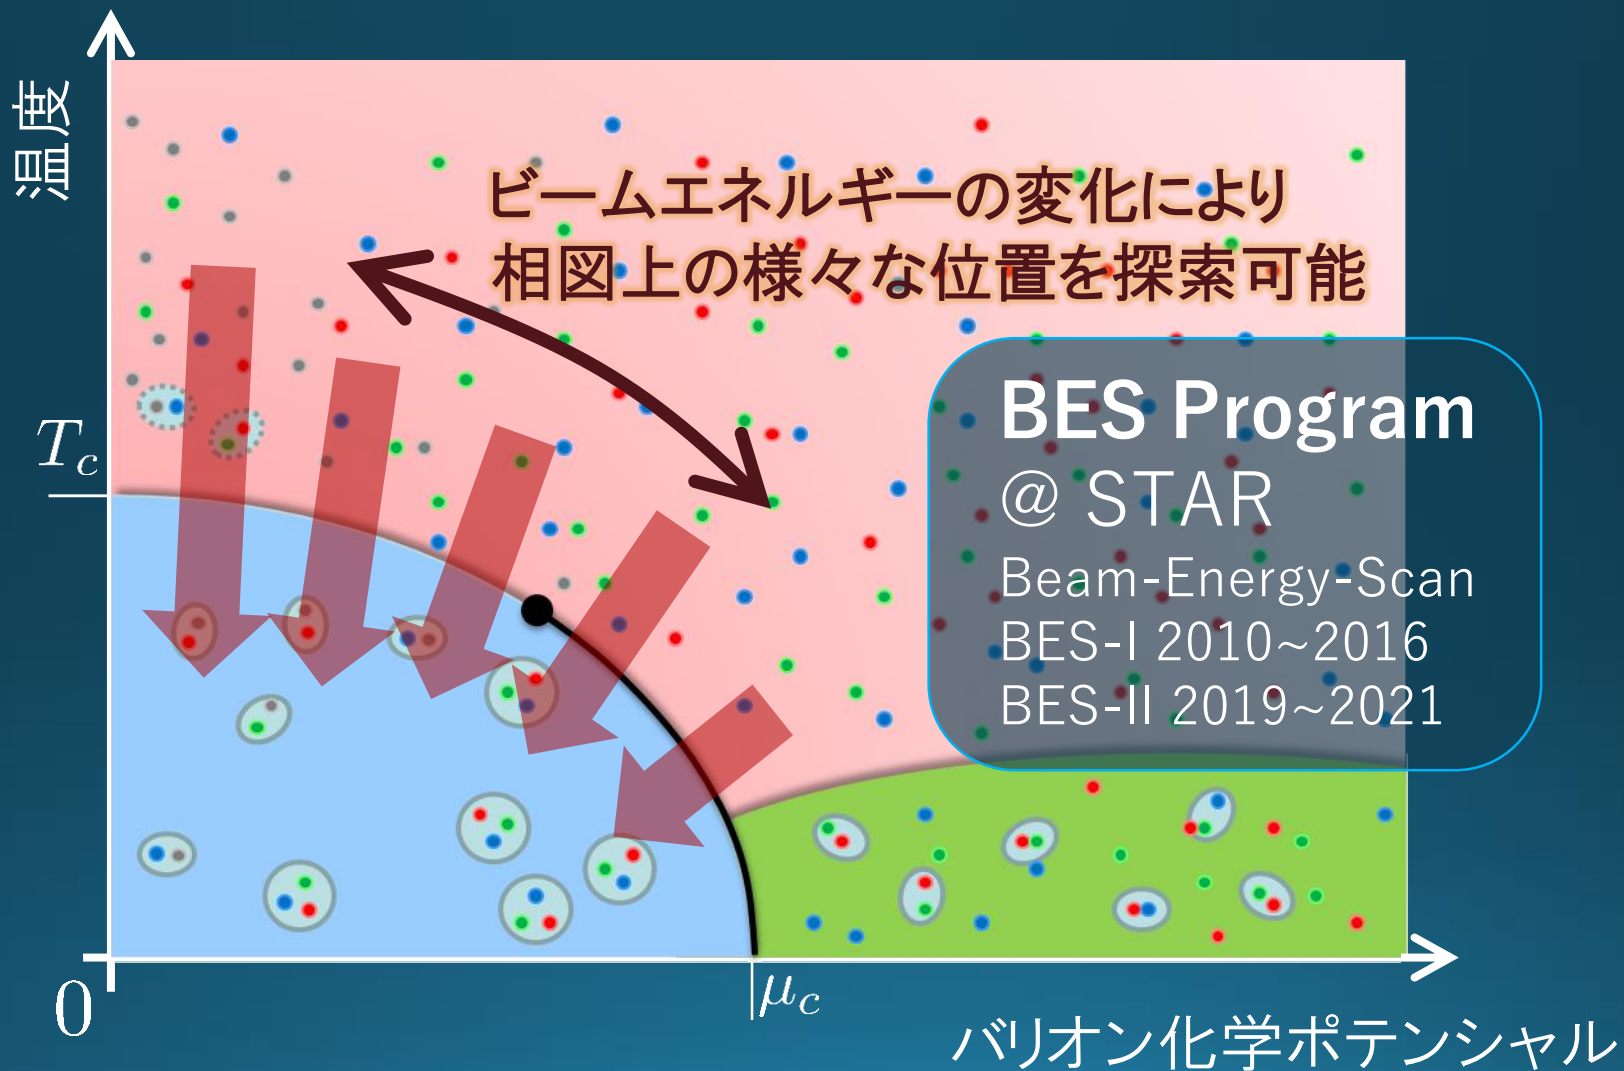 温度
ビームエネルギーの変化により
相図上の様々な位置を探索可能
BES Program
@ STAR
Beam-Energy-Scan
BES-I 2010~2016
BES-II 2019~2021
T_c
0
μ_c
バリオン化学ポテンシャル